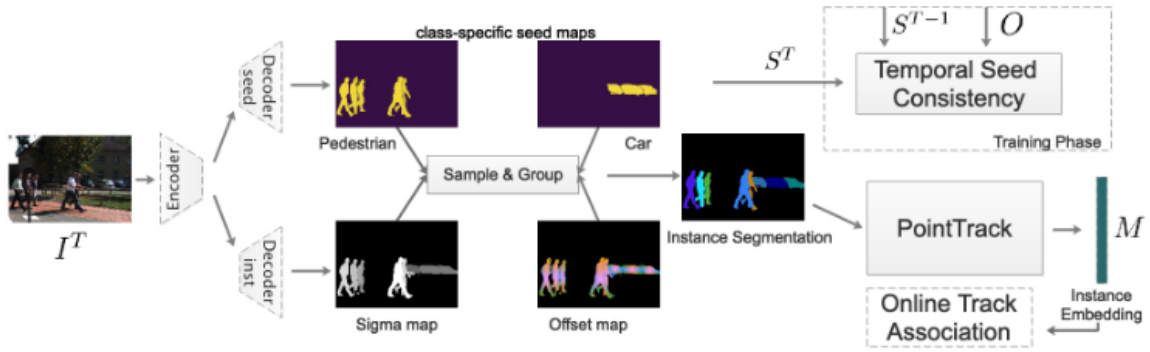 class-specific seed maps
S^{T-1}
O
S^T
Decoder
seed
Temporal Seed
Consistency
Pedestrian
Car
Training Phase
Encoder
Sample & Group
I^T
Decoder
inst
Instance Segmentation
PointTrack
M
Sigma map
Offset map
Online Track
Association
Instance
Embedding